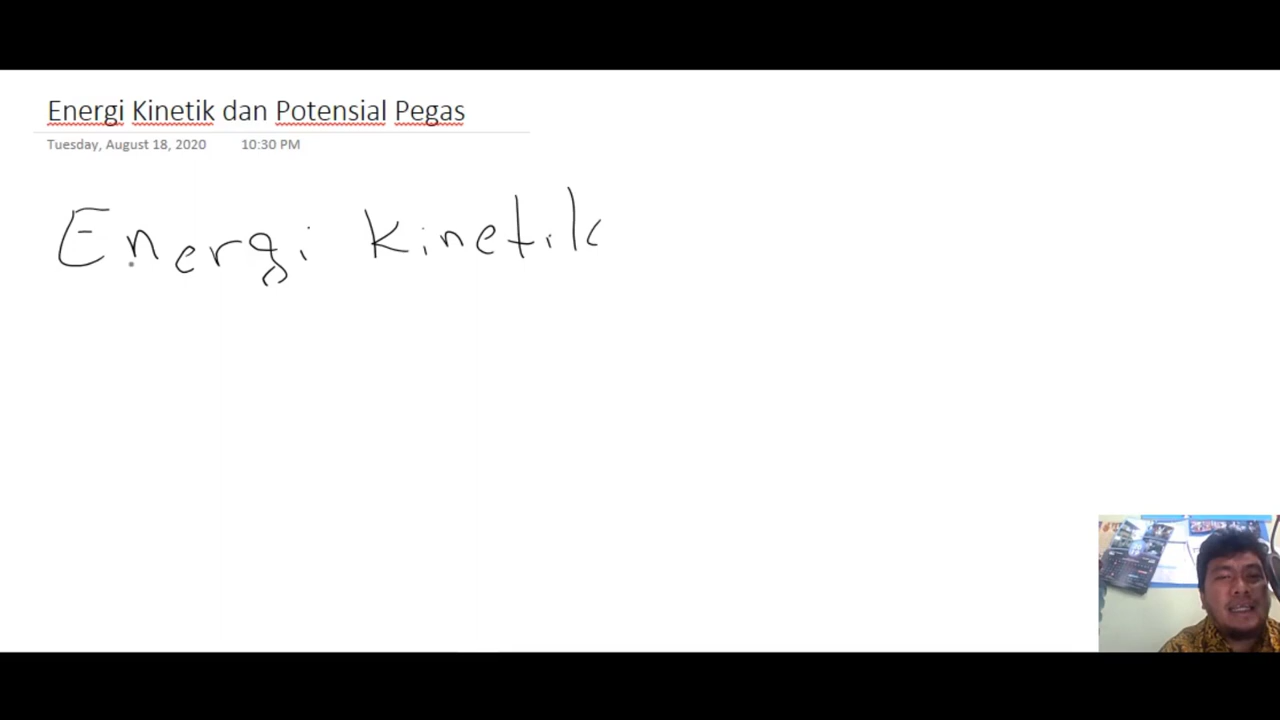 Energi Kinetik dan Potensial Pegas
Tuesday, August 18, 2020 10:30 PM
Energi Kinetik